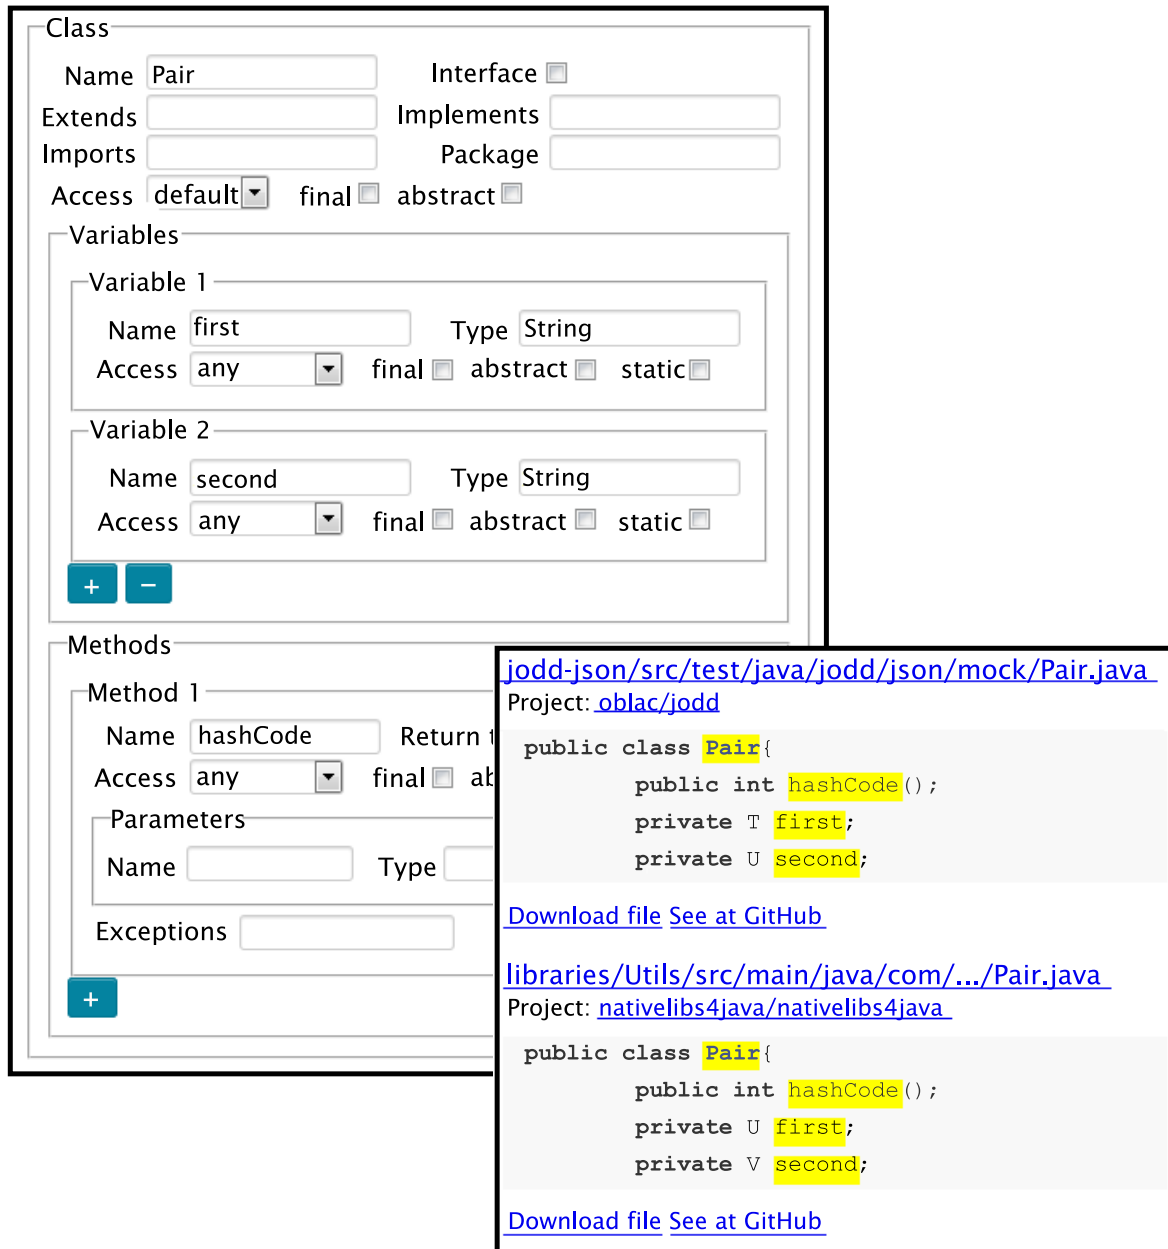 Class
Name Pair Interface
Extends Implements
Imports Package
Access default final abstract
Variables
Variable 1
Name first Type String
Access any final abstract static
Variable 2
Name second Type String
Access any final abstract static
+ −
Methods
Method 1
Name hashCode Return
Access any final
Parameters
Name Type
Exceptions
+
jodd-json/src/test/java/jodd/json/mock/Pair.java
Project: oblac/jodd
public class Pair{
public int hashCode();
private T first;
private U second;
Download file See at GitHub
libraries/Utils/src/main/java/com/.../Pair.java
Project: nativelibs4java/nativelibs4java
public class Pair{
public int hashCode();
private U first;
private V second;
Download file See at GitHub